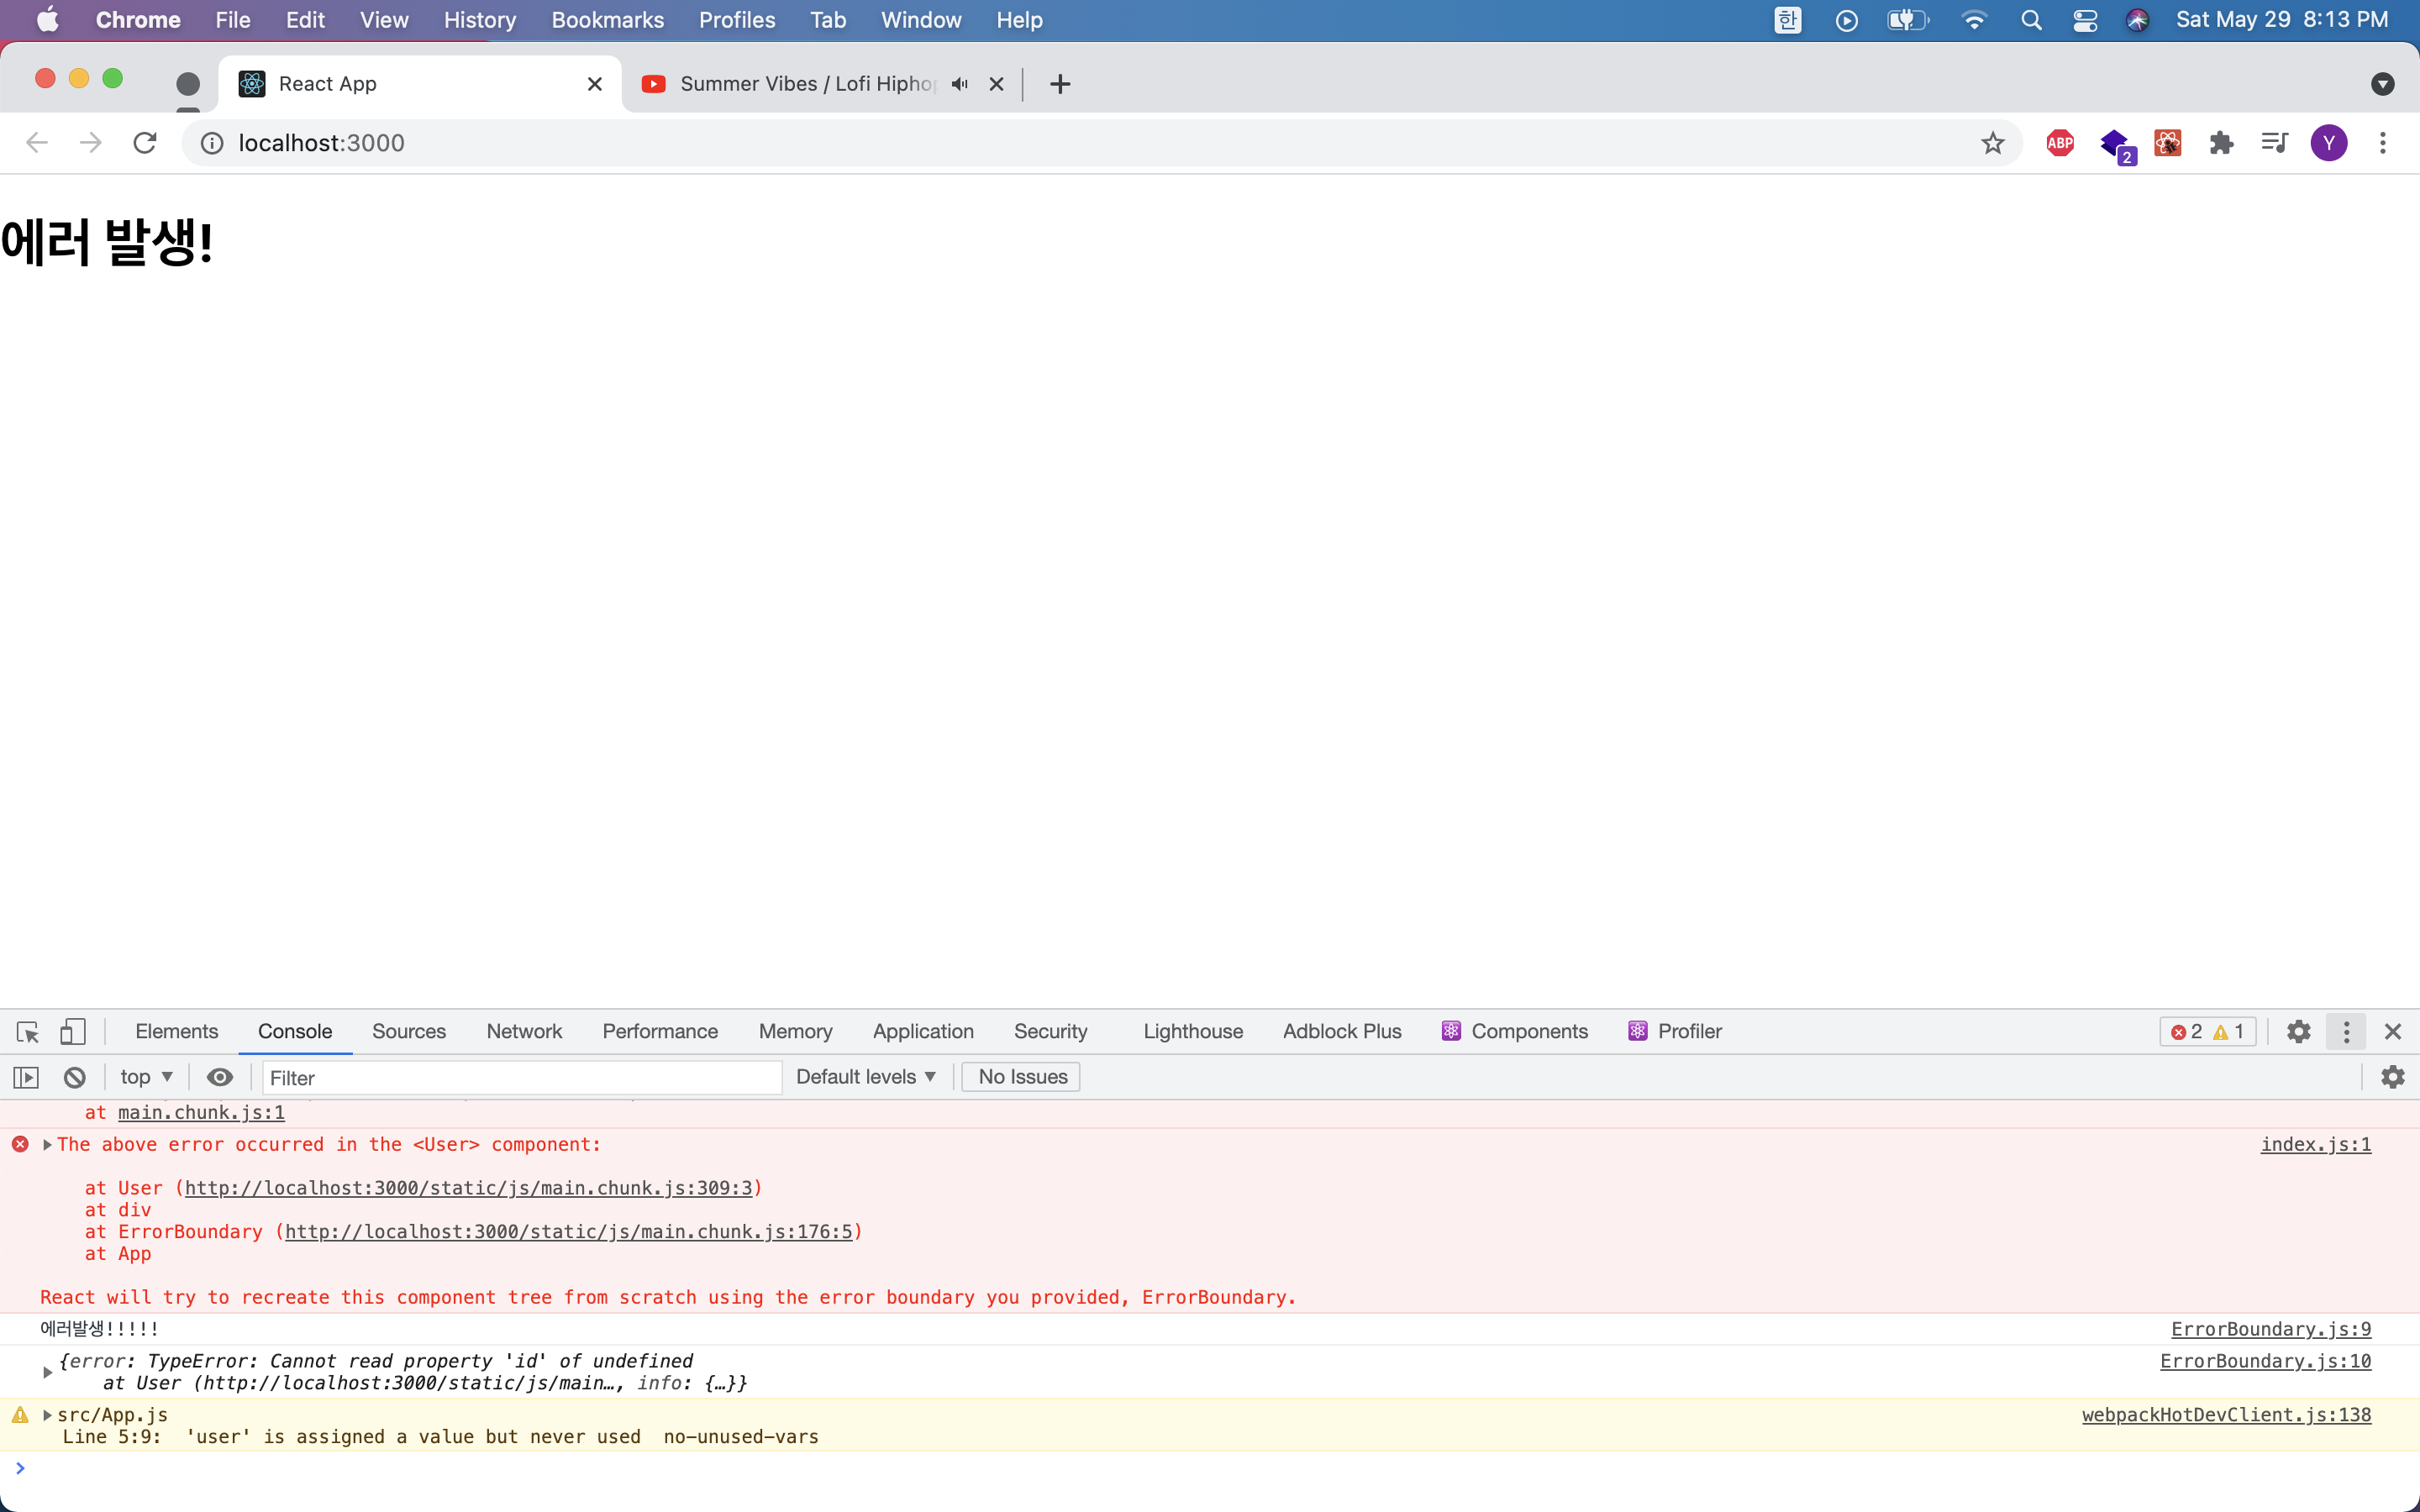 Chrome File Edit View History Bookmarks Profiles Tab Window Help 한 Sat May 29 8:13 PM
React App Summer Vibes / Lofi Hiphop
localhost:3000 ABP 2 Y
에러 발생!
Elements Console Sources Network Performance Memory Application Security Lighthouse Adblock Plus Components Profiler 2 1
top Filter Default levels No Issues
at main.chunk.js:1
The above error occurred in the <User> component: index.js:1
at User (http://localhost:3000/static/js/main.chunk.js:309:3)
at div
at ErrorBoundary (http://localhost:3000/static/js/main.chunk.js:176:5)
at App
React will try to recreate this component tree from scratch using the error boundary you provided, ErrorBoundary.
에러발생!!!!! ErrorBoundary.js:9
{error: TypeError: Cannot read property 'id' of undefined ErrorBoundary.js:10
at User (http://localhost:3000/static/js/main…, info: {…}}
src/App.js webpackHotDevClient.js:138
Line 5:9: 'user' is assigned a value but never used no-unused-vars